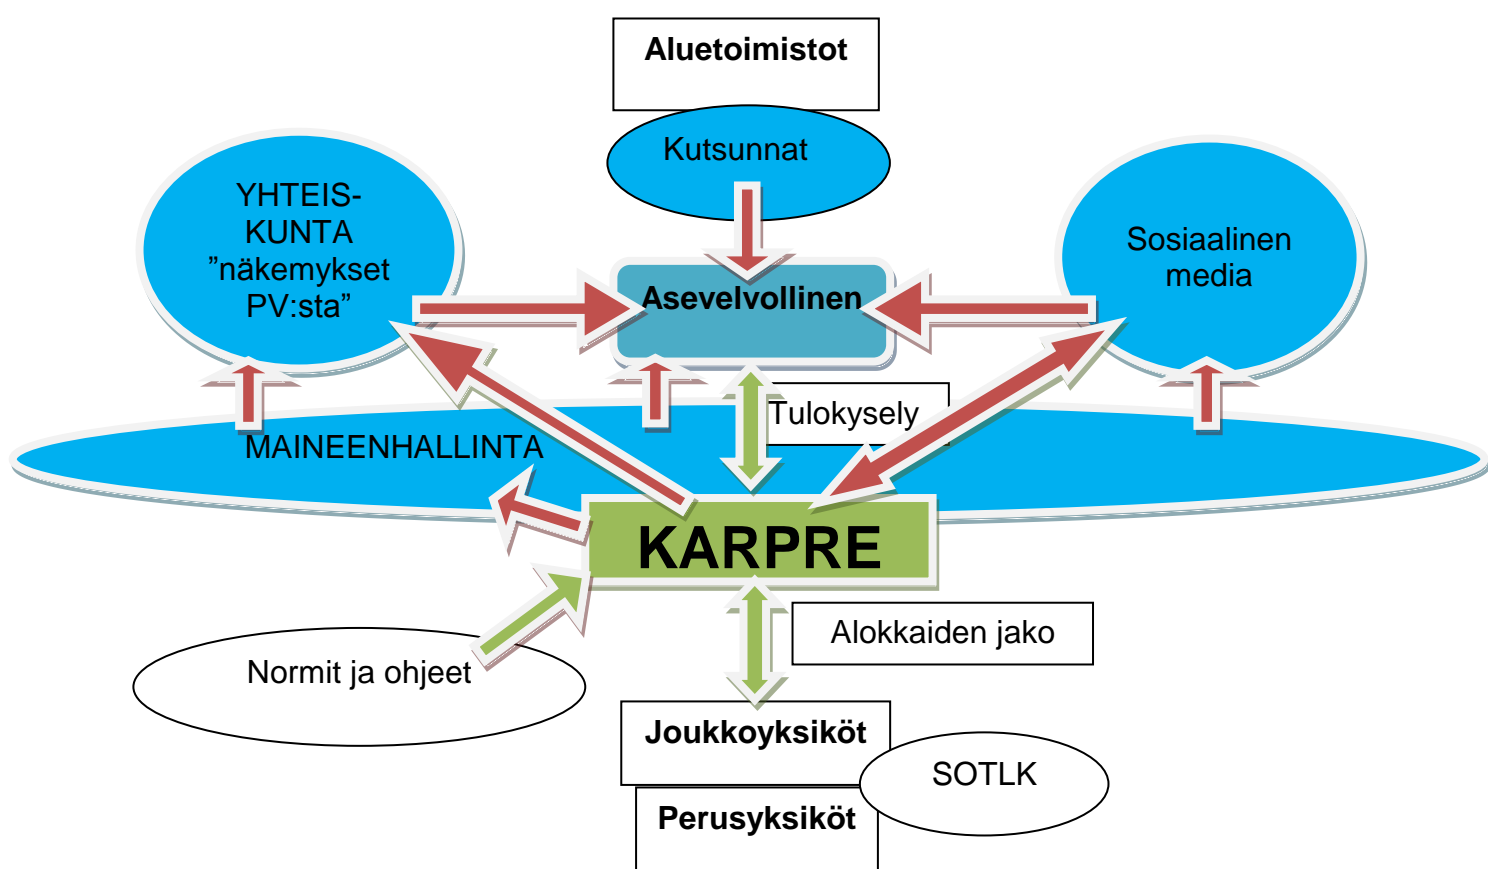 Aluetoimistot
Kutsunnat
YHTEIS-
KUNTA
”näkemykset
PV:sta”
Sosiaalinen
media
Asevelvollinen
Tulokysely
MAINEENHALLINTA
KARPRE
Alokkaiden jako
Normit ja ohjeet
Joukkoyksiköt
SOTLK
Perusyksiköt